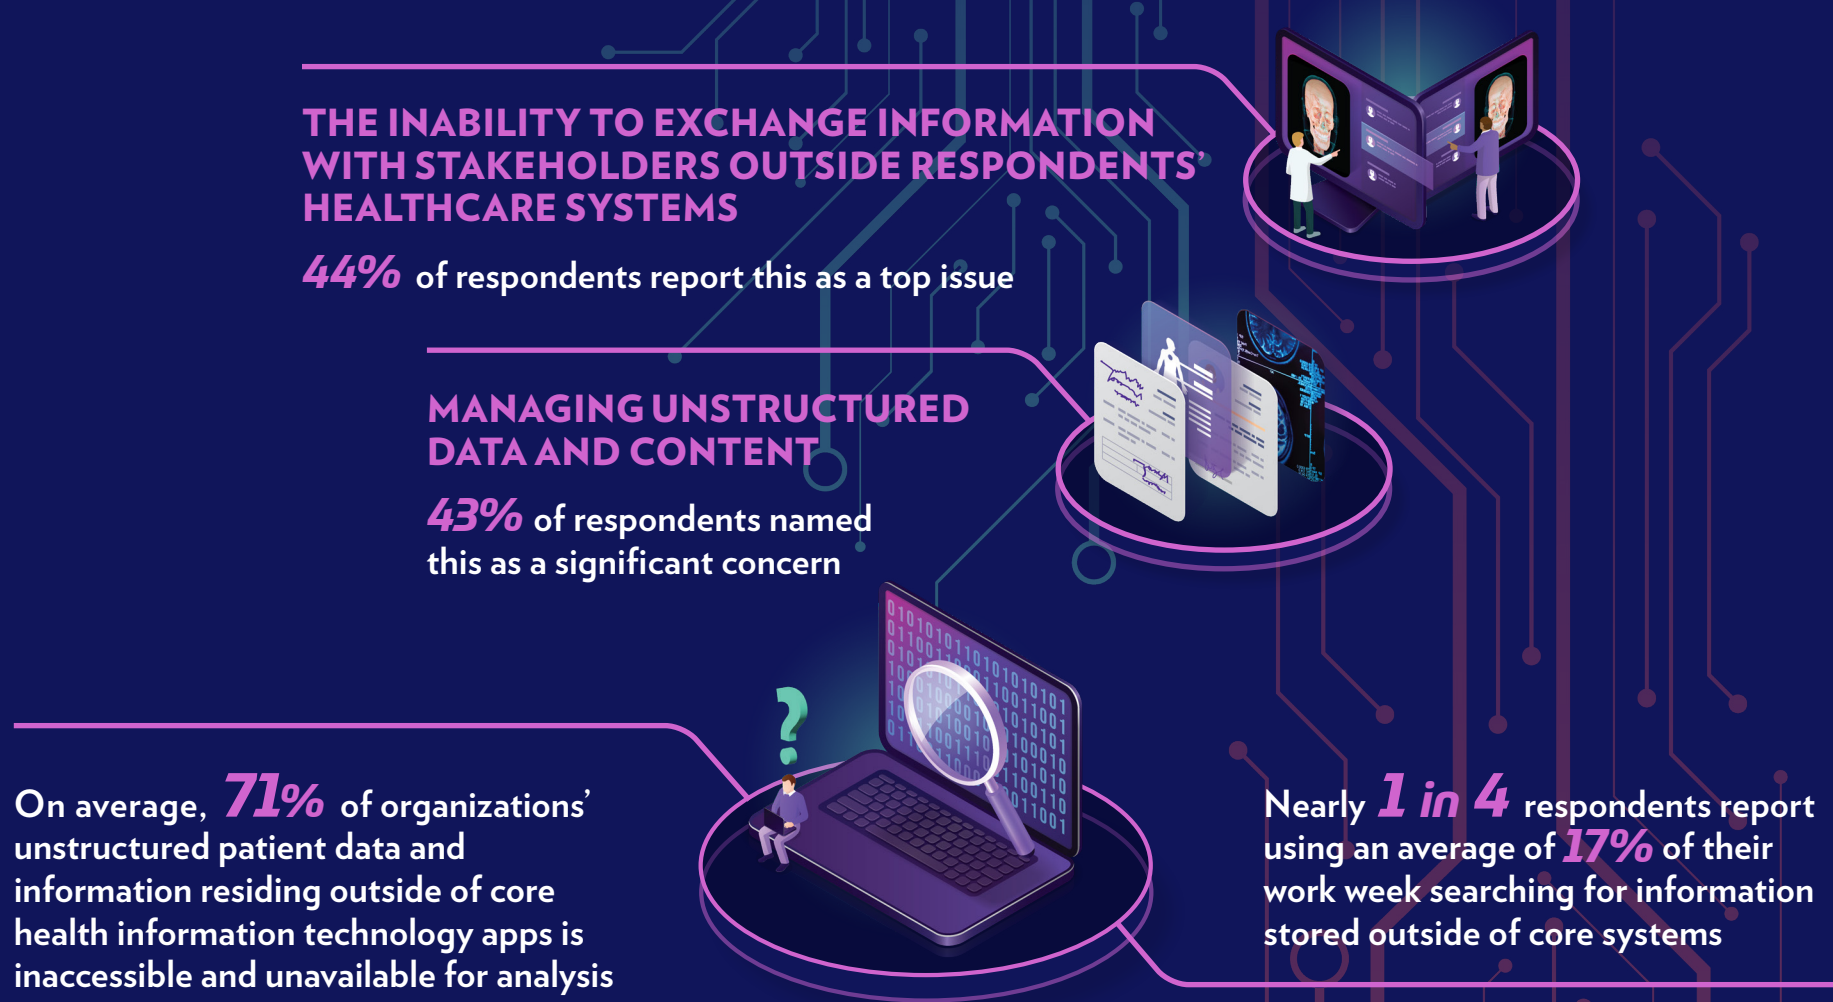 THE INABILITY TO EXCHANGE INFORMATION
WITH STAKEHOLDERS OUTSIDE RESPONDENTS'
HEALTHCARE SYSTEMS
44% of respondents report this as a top issue
MANAGING UNSTRUCTURED
DATA AND CONTENT
43% of respondents named
this as a significant concern
On average, 71% of organizations'
unstructured patient data and
information residing outside of core
health information technology apps is
inaccessible and unavailable for analysis
Nearly 1 in 4 respondents report
using an average of 17% of their
work week searching for information
stored outside of core systems